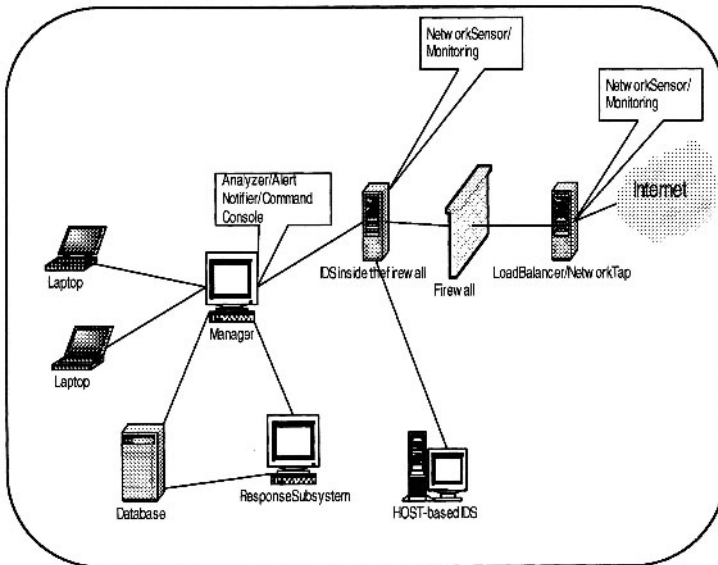 NetworkSensor/
Monitoring
NetworkSensor/
Monitoring
Analyzer/Alert
Notifier/Command
Console
Internet
Laptop
IDS inside the firewall
Firewall
LoadBalancer/NetworkTap
Manager
Laptop
Database
ResponseSubsystem
HOST-based IDS